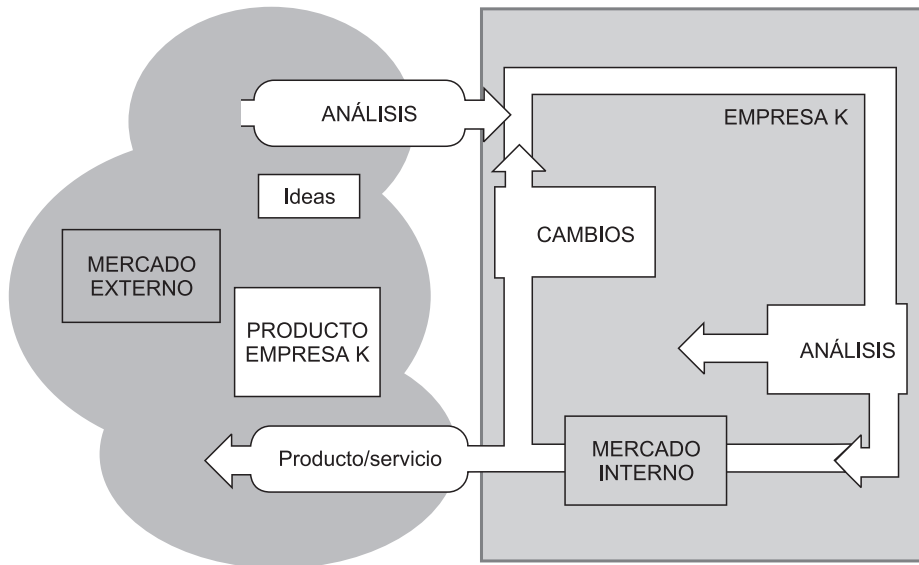 ANÁLISIS
EMPRESA K
Ideas
CAMBIOS
MERCADO
EXTERNO
PRODUCTO
EMPRESA K
ANÁLISIS
Producto/servicio
MERCADO
INTERNO